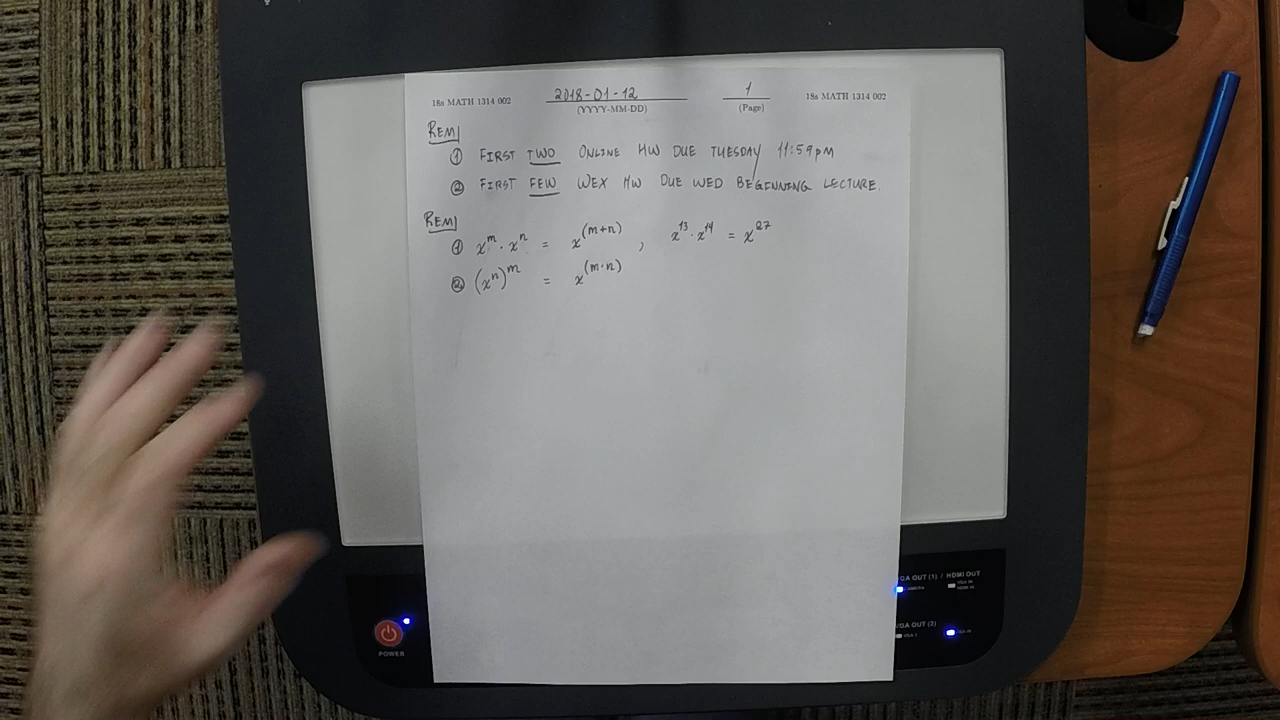 18s MATH 1314 002 2018-01-12 1 18s MATH 1314 002
(YYYY-MM-DD) (Page)
REM
① FIRST TWO ONLINE HW DUE TUESDAY 11:59pm
② FIRST FEW WEX HW DUE WED BEGINNING LECTURE.
REM
① x^m · x^n = x^(m+n) , x^13 · x^14 = x^27
② (x^n)^m = x^(m·n)
VGA OUT (1) / HDMI OUT
VGA OUT (2)
POWER